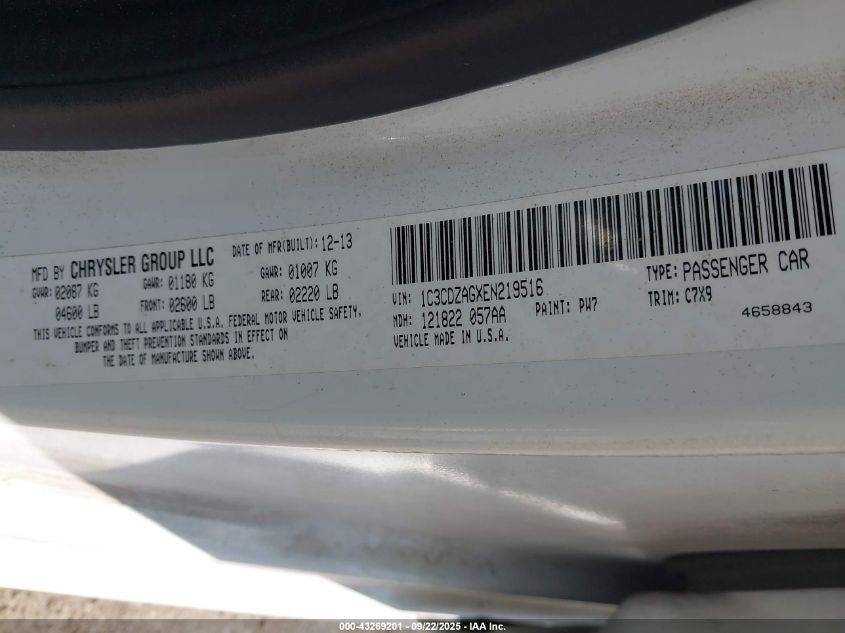 MFD BY CHRYSLER GROUP LLC DATE OF MFR(BUILT): 12-13
GVWR: 02087 KG GAWR: 01180 KG GAWR: 01007 KG
04600 LB FRONT: 02600 LB REAR: 02220 LB
THIS VEHICLE CONFORMS TO ALL APPLICABLE U.S.A. FEDERAL MOTOR VEHICLE SAFETY,
BUMPER AND THEFT PREVENTION STANDARDS IN EFFECT ON
THE DATE OF MANUFACTURE SHOWN ABOVE.
VIN: 1C3CDZAGXEN219516 TYPE: PASSENGER CAR
MDH: 121822 057AA PAINT: PW7 TRIM: C7X9
VEHICLE MADE IN U.S.A. 4658843
000-43269201 - 09/22/2025 - IAA